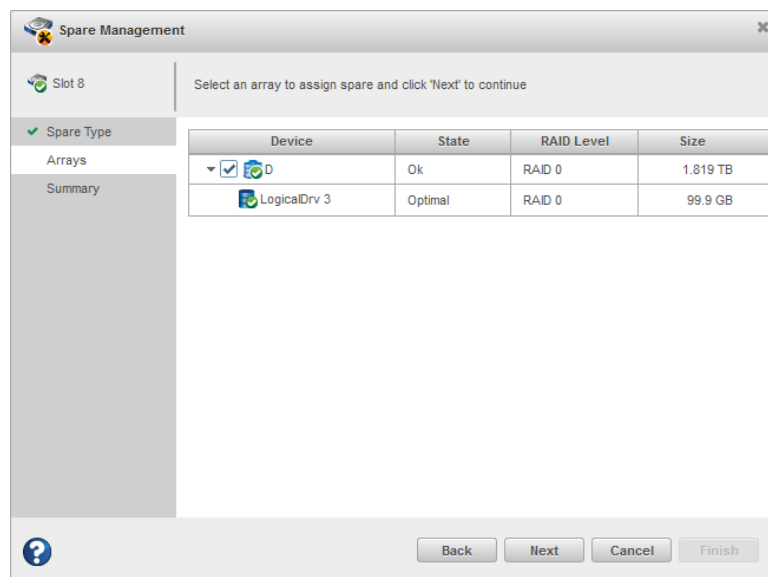 Spare Management
Slot 8
Select an array to assign spare and click 'Next' to continue
Spare Type
Arrays
Summary
Device State RAID Level Size
D Ok RAID 0 1.819 TB
LogicalDrv 3 Optimal RAID 0 99.9 GB
? Back Next Cancel Finish